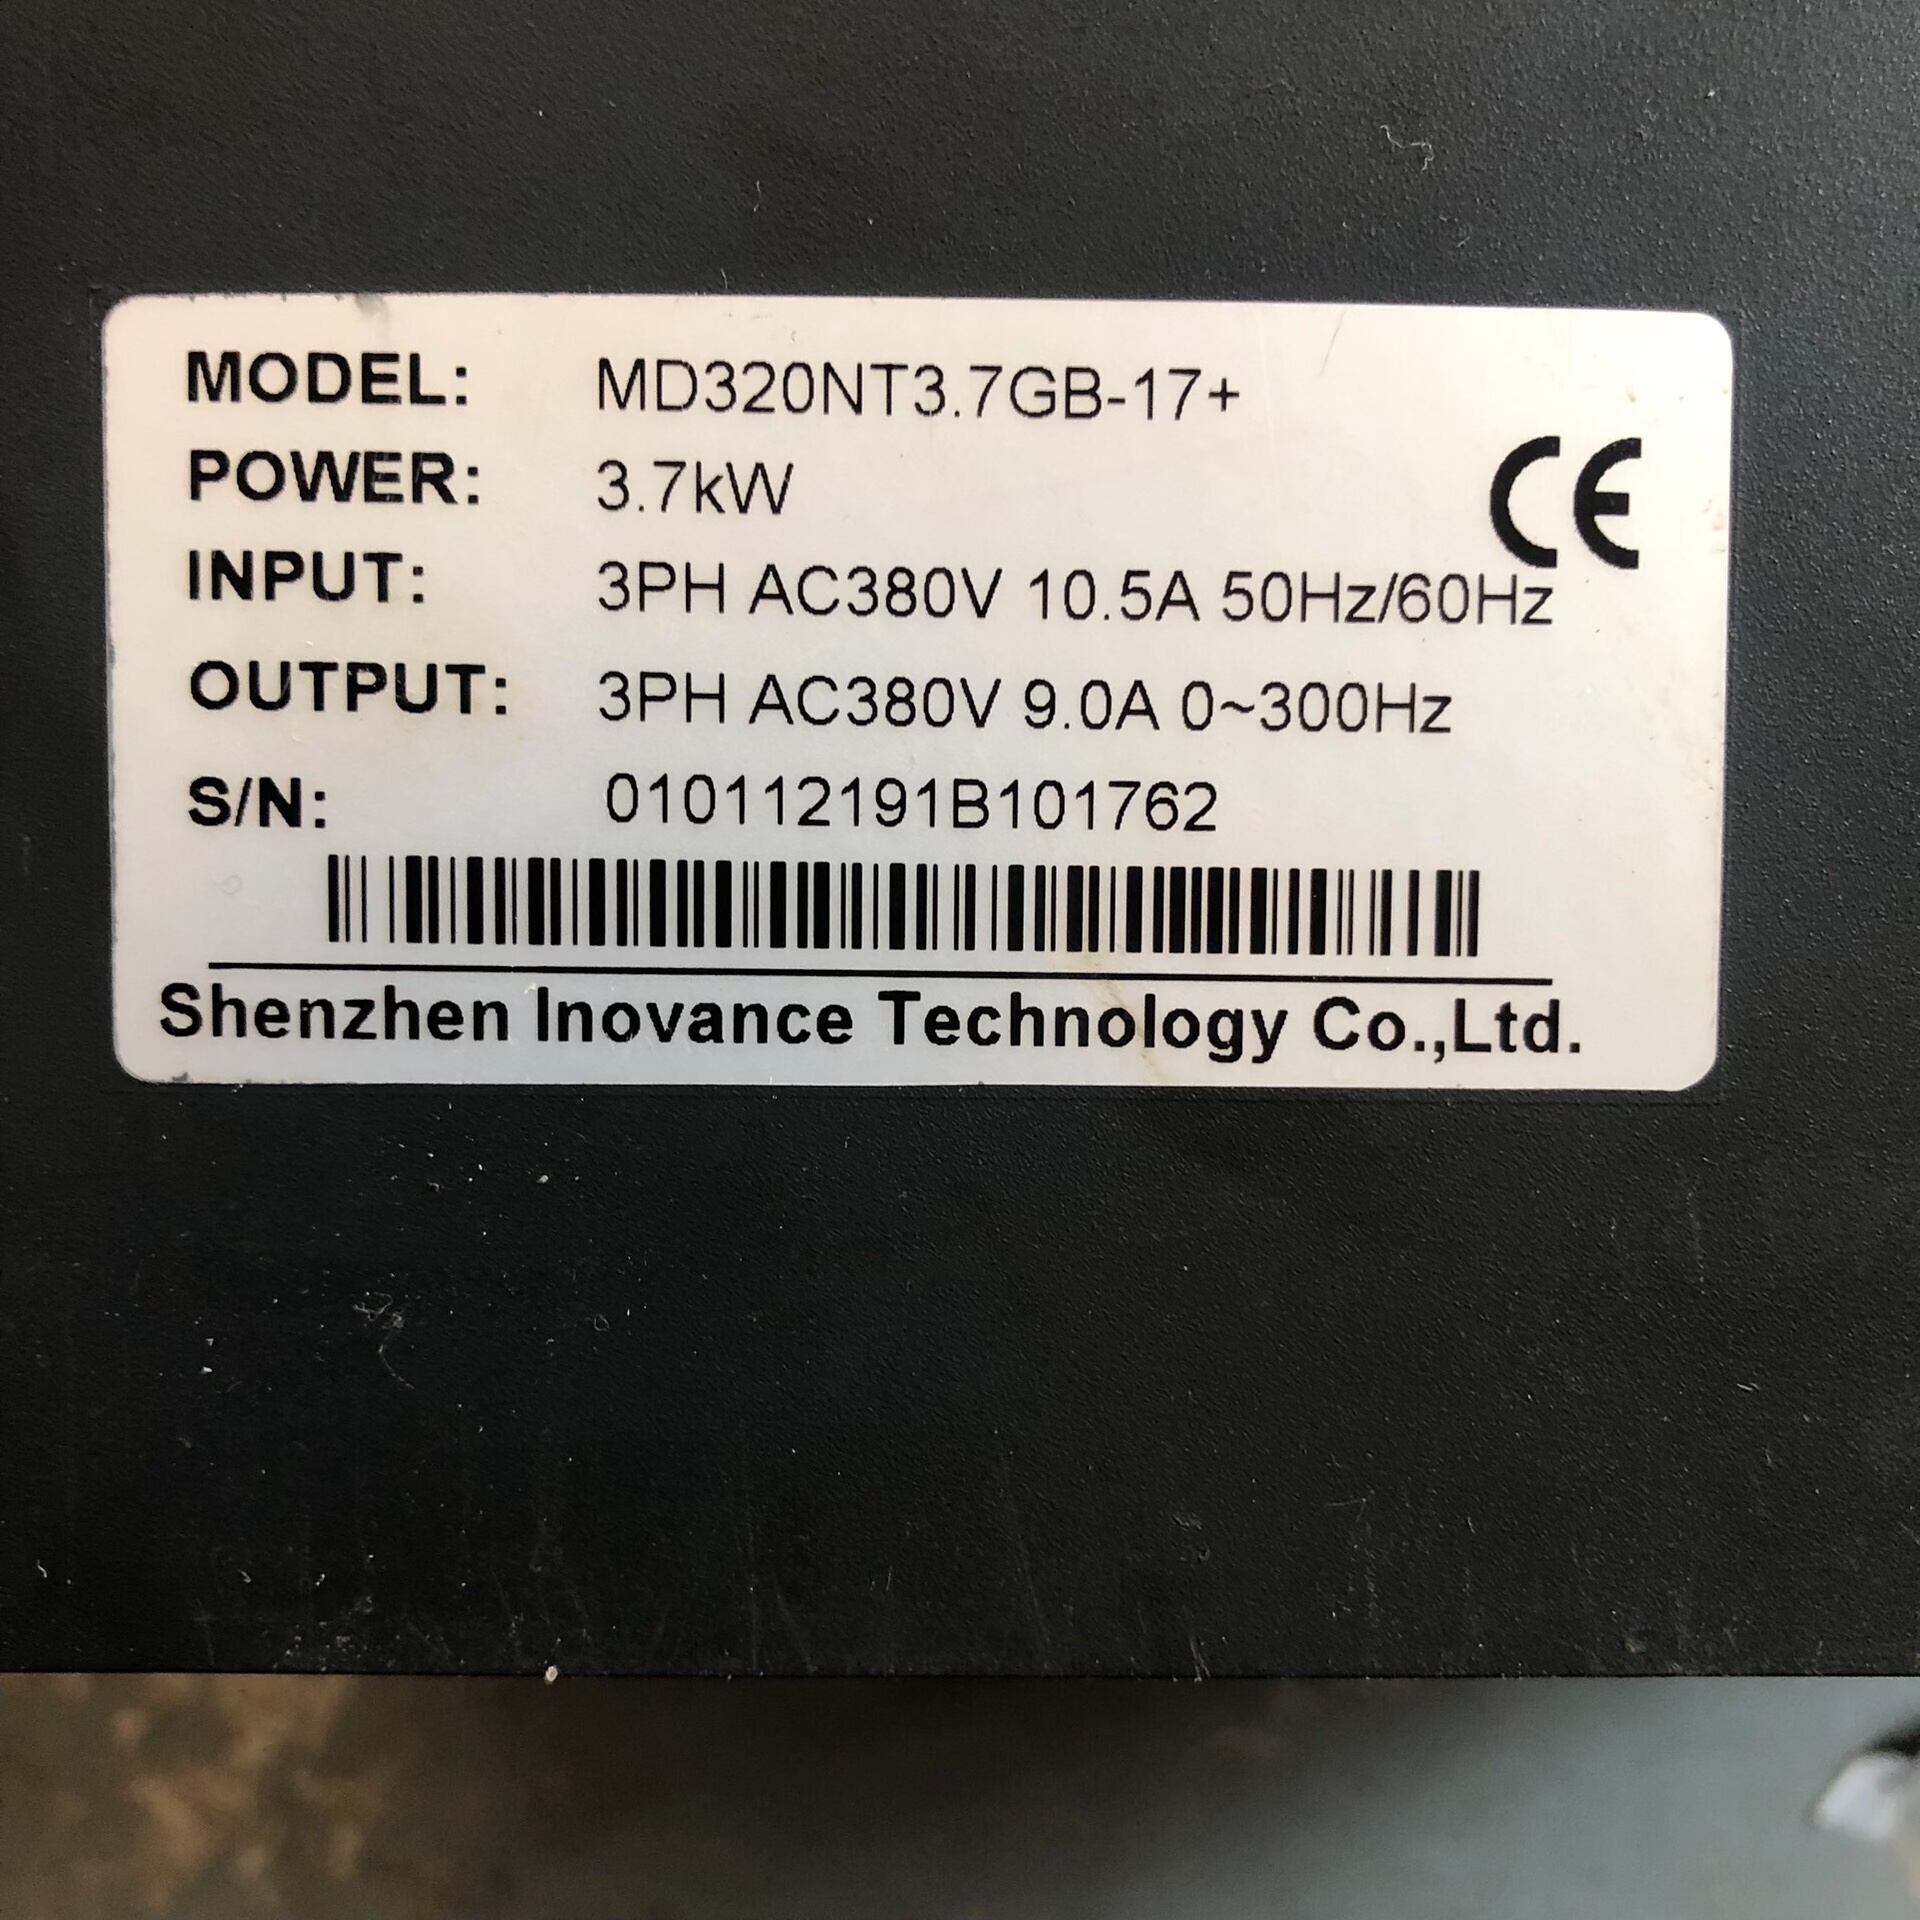 MODEL: MD320NT3.7GB-17+
POWER: 3.7kW
CE
INPUT: 3PH AC380V 10.5A 50Hz/60Hz
OUTPUT: 3PH AC380V 9.0A 0~300Hz
S/N: 010112191B101762
Shenzhen Inovance Technology Co.,Ltd.